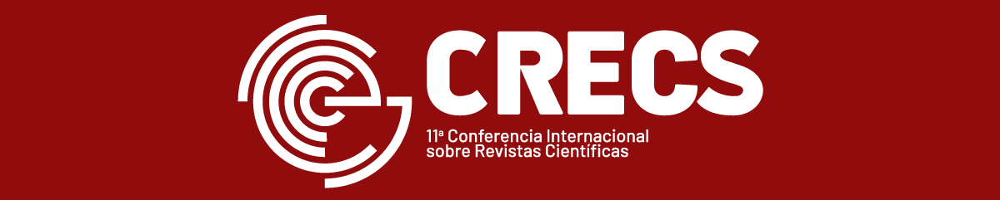 CRECS
11ª Conferencia Internacional
sobre Revistas Científicas